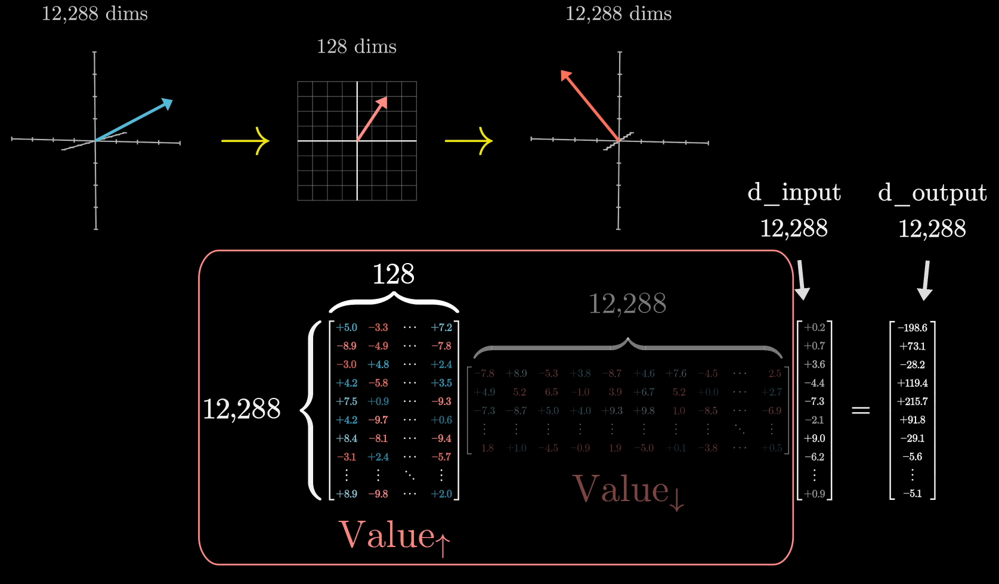 12,288 dims
128 dims
12,288 dims
d_input
12,288
d_output
12,288
128
12,288
12,288
+5.0 −3.3 ⋯ +7.2
−8.9 −4.9 ⋯ −7.8
−3.0 +4.8 ⋯ +2.4
+4.2 −5.8 ⋯ +3.5
+7.5 +0.9 ⋯ −9.3
+4.2 −9.7 ⋯ +0.6
+8.4 −8.1 ⋯ −9.4
−3.1 +2.4 ⋯ −5.7
⋮ ⋮ ⋱ ⋮
+8.9 −9.8 ⋯ +2.0
−7.8 +8.9 −5.3 +3.8 −8.7 +4.6 +7.6 −4.5 ⋯ 2.5
+4.9 5.2 6.5 −1.0 3.9 +6.7 5.2 +0.0 ⋯ +2.7
−7.3 −8.7 +5.0 +4.0 +9.3 +9.8 1.0 −8.5 ⋯ −6.9
⋮ ⋮ ⋮ ⋮ ⋮ ⋮ ⋮ ⋮ ⋱ ⋮
1.8 +1.0 −4.5 −0.9 1.9 −5.0 +0.1 −3.8 ⋯ +0.5
+0.2
+0.7
+3.6
−4.4
−7.3
−2.1
+9.0
−6.2
⋮
+0.9
=
−198.6
+73.1
−28.2
+119.4
+215.7
+91.8
−29.1
−5.6
⋮
−5.1
Value↓
Value↑